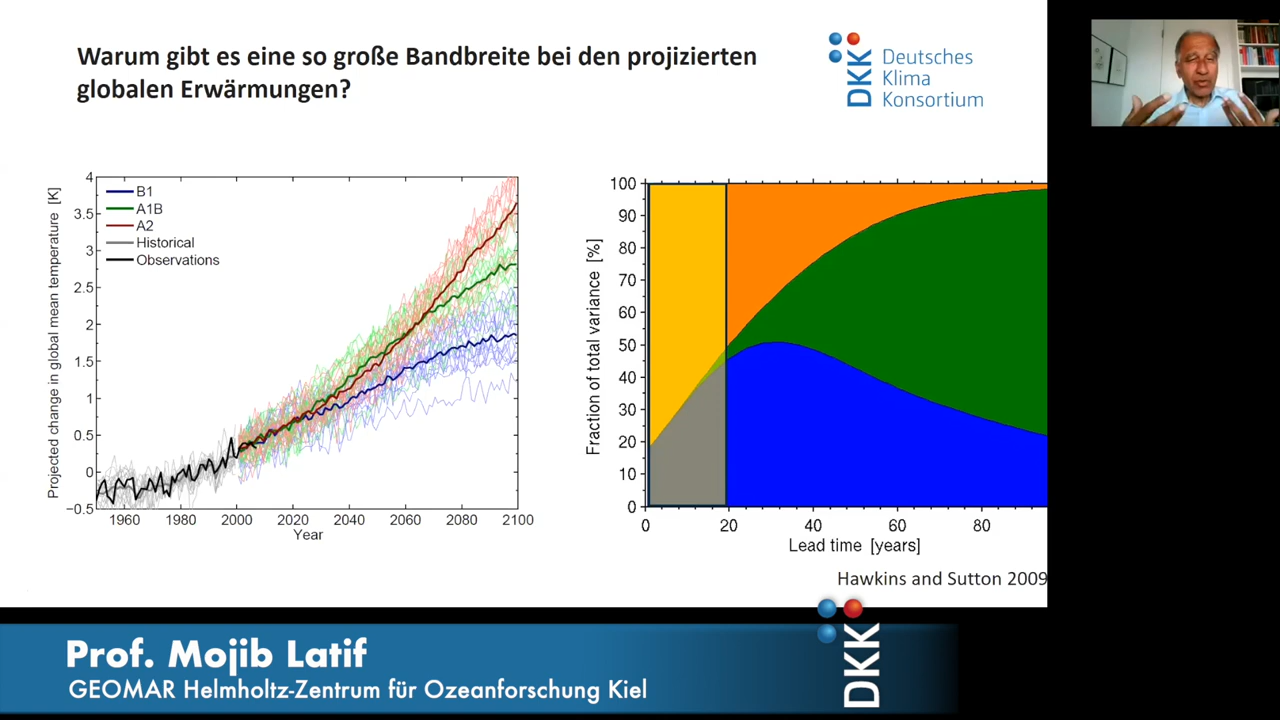 Warum gibt es eine so große Bandbreite bei den projizierten
globalen Erwärmungen?
DKK
Deutsches
Klima
Konsortium
Projected change in global mean temperature [K]
4
3.5
3
2.5
2
1.5
1
0.5
0
−0.5
B1
A1B
A2
Historical
Observations
1960
1980
2000
2020
2040
2060
2080
2100
Year
Fraction of total variance [%]
100
90
80
70
60
50
40
30
20
10
0
0
20
40
60
80
Lead time [years]
Hawkins and Sutton 2009
Prof. Mojib Latif
GEOMAR Helmholtz-Zentrum für Ozeanforschung Kiel
DKK